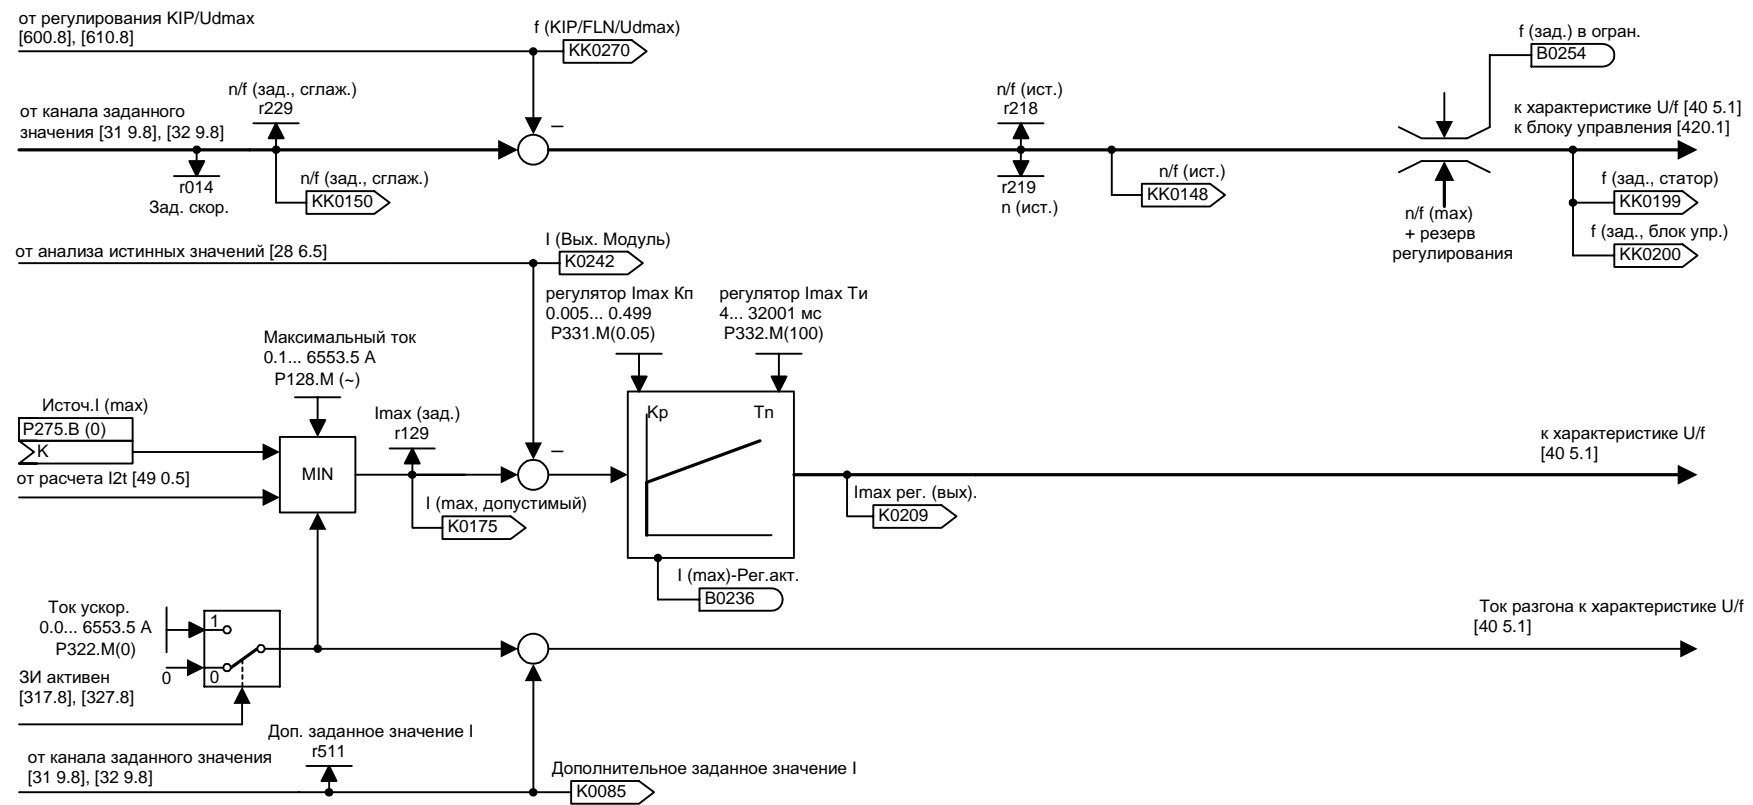 от регулирования KIP/Udmax
[600.8], [610.8]
f (KIP/FLN/Udmax)
KK0270
f (зад.) в огран.
B0254
от канала заданного
значения [31 9.8], [32 9.8]
n/f (зад., сглаж.)
r229
r014
Зад. скор.
n/f (зад., сглаж.)
KK0150
–
n/f (ист.)
r218
r219
n (ист.)
n/f (ист.)
KK0148
n/f (max)
+ резерв
регулирования
к характеристике U/f [40 5.1]
к блоку управления [420.1]
f (зад., статор)
KK0199
f (зад., блок упр.)
KK0200
от анализа истинных значений [28 6.5]
I (Вых. Модуль)
K0242
регулятор Imax Кп
0.005... 0.499
P331.M(0.05)
регулятор Imax Ти
4... 32001 мс
P332.M(100)
Максимальный ток
0.1... 6553.5 A
P128.M (~)
Источ.I (max)
P275.B (0)
K
от расчета I2t [49 0.5]
MIN
Imax (зад.)
r129
I (max, допустимый)
K0175
–
Kp
Tn
I (max)-Рег.акт.
B0236
Imax рег. (вых).
K0209
к характеристике U/f
[40 5.1]
Ток ускор.
0.0... 6553.5 A
P322.M(0)
1
0
0
ЗИ активен
[317.8], [327.8]
Ток разгона к характеристике U/f
[40 5.1]
от канала заданного значения
[31 9.8], [32 9.8]
Доп. заданное значение I
r511
Дополнительное заданное значение I
K0085